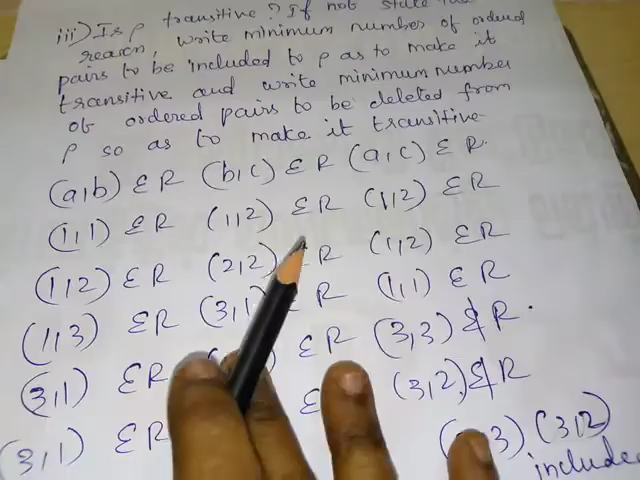 iii) Is ρ transitive? If not state
reason, write minimum number of ordered
pairs to be included to ρ as to make it
transitive and write minimum number
of ordered pairs to be deleted from
ρ so as to make it transitive-
(a,b) ε R (b,c) ε R (a,c) ε R.
(1,1) ε R (1,2) ε R (1,2) ε R
(1,2) ε R (2,2) R (1,2) ε R
(1,3) ε R (3,1) R (1,1) ε R
(3,1) ε R ε R (3,3) ∉ R.
(3,1) ε R ε (3,2) ∉ R
3) (3,2)
included